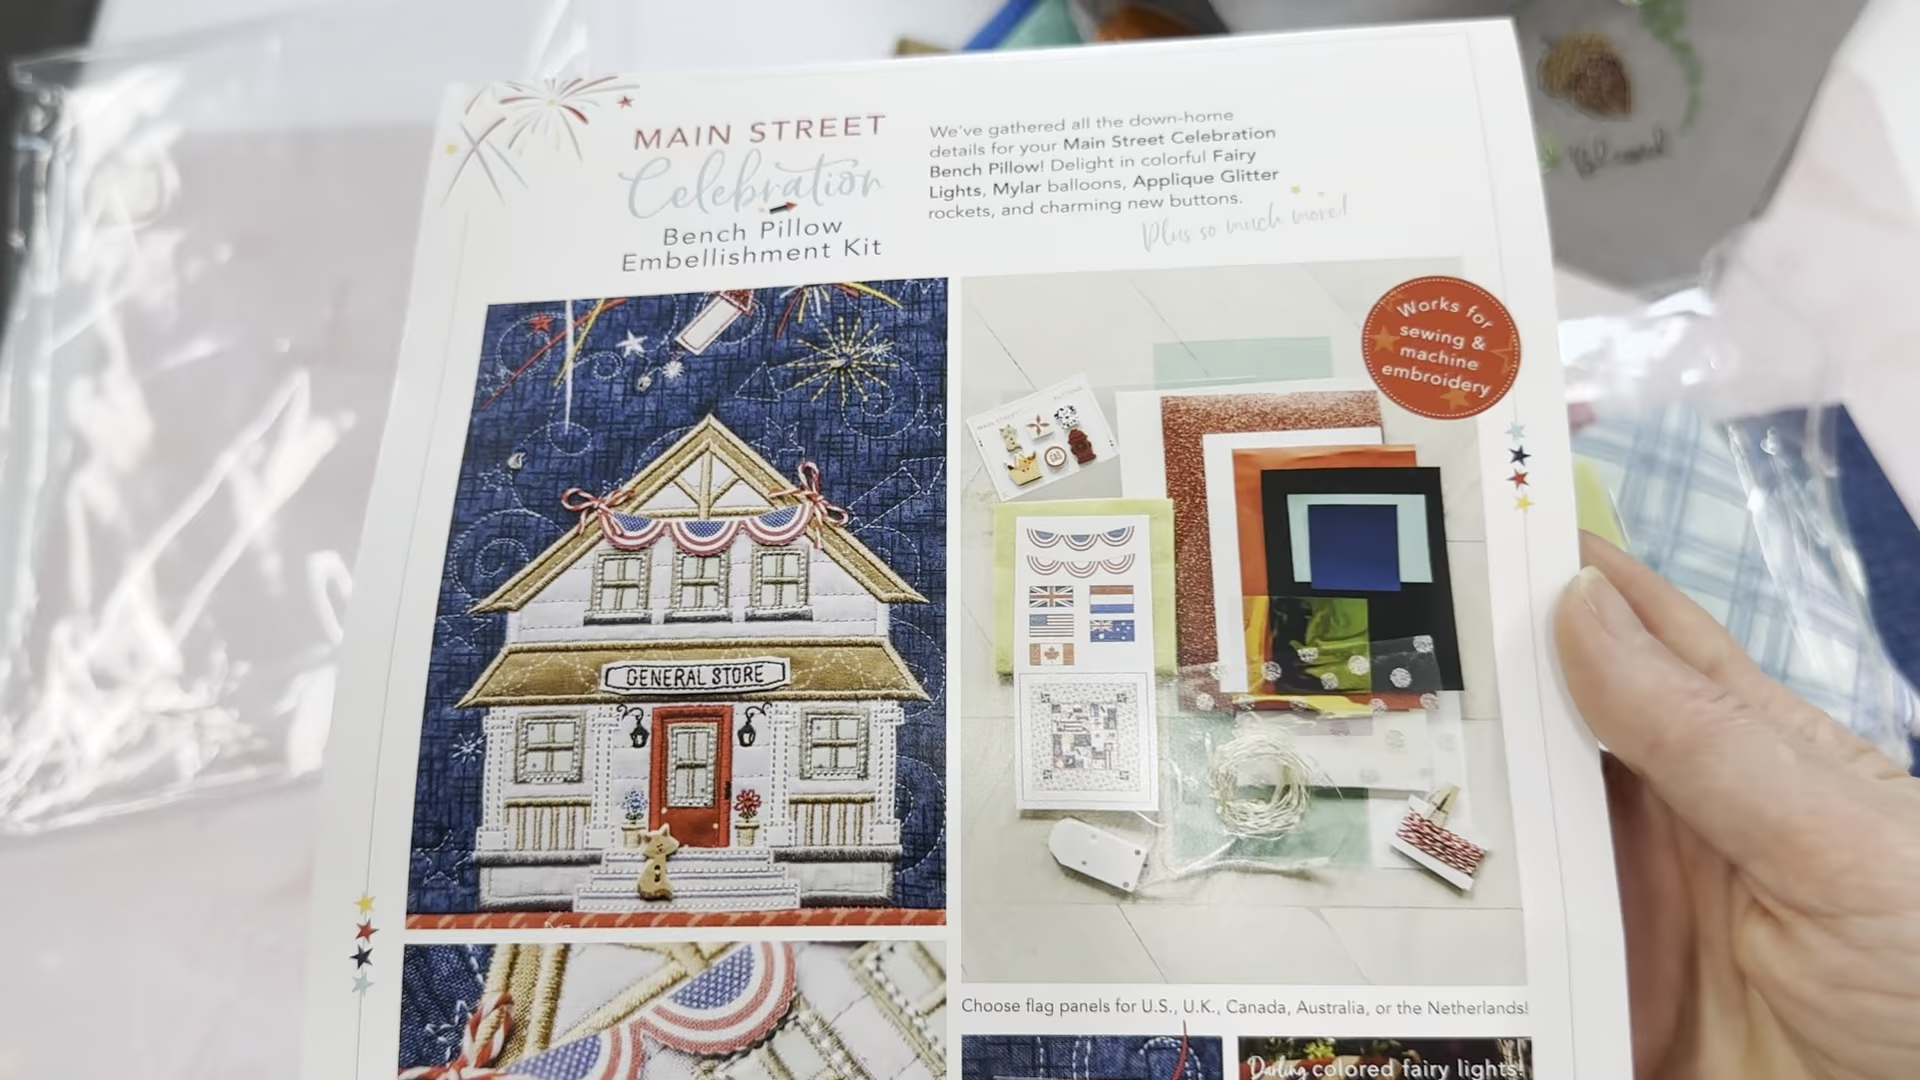 MAIN STREET
Celebration
Bench Pillow
Embellishment Kit
We've gathered all the down-home
details for your Main Street Celebration
Bench Pillow! Delight in colorful Fairy
Lights, Mylar balloons, Applique Glitter
rockets, and charming new buttons.
Plus so much more!
Works for
sewing &
machine
embroidery
GENERAL STORE
MAIN STREET
GAS
Choose flag panels for U.S., U.K., Canada, Australia, or the Netherlands!
Darling colored fairy lights!